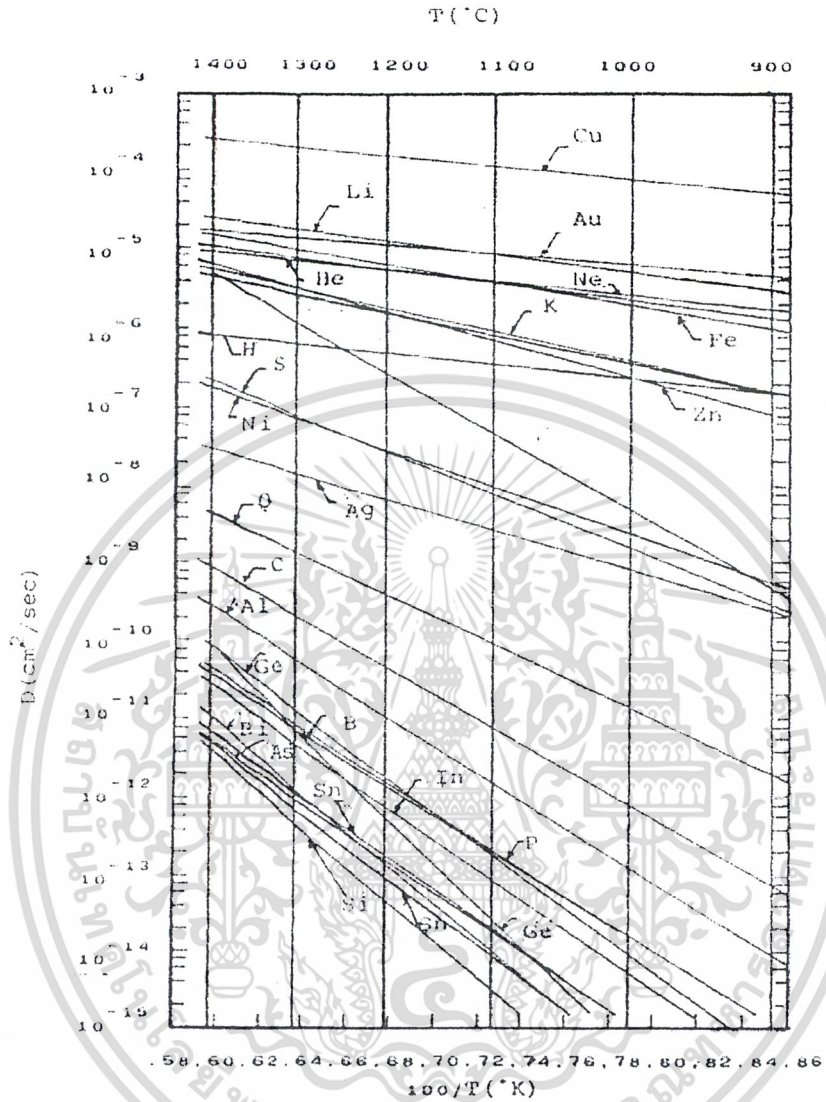 T(°C)
1400 1300 1200 1100 1000 900
10-3
Cu
10-4
Li
Au
10-5
He
Ne
K
10-6
Fe
H
S
Zn
10-7
Ni
10-8
Ag
O
10-9
C
Al
10-10
Ge
D(cm2/sec)
10-11
B
Bi
As
In
10-12
Sn
P
10-13
Si
Sn
Ge
10-14
10-15
.58 .60 .62 .64 .66 .68 .70 .72 .74 .76 .78 .80 .82 .84 .86
100/T(°K)